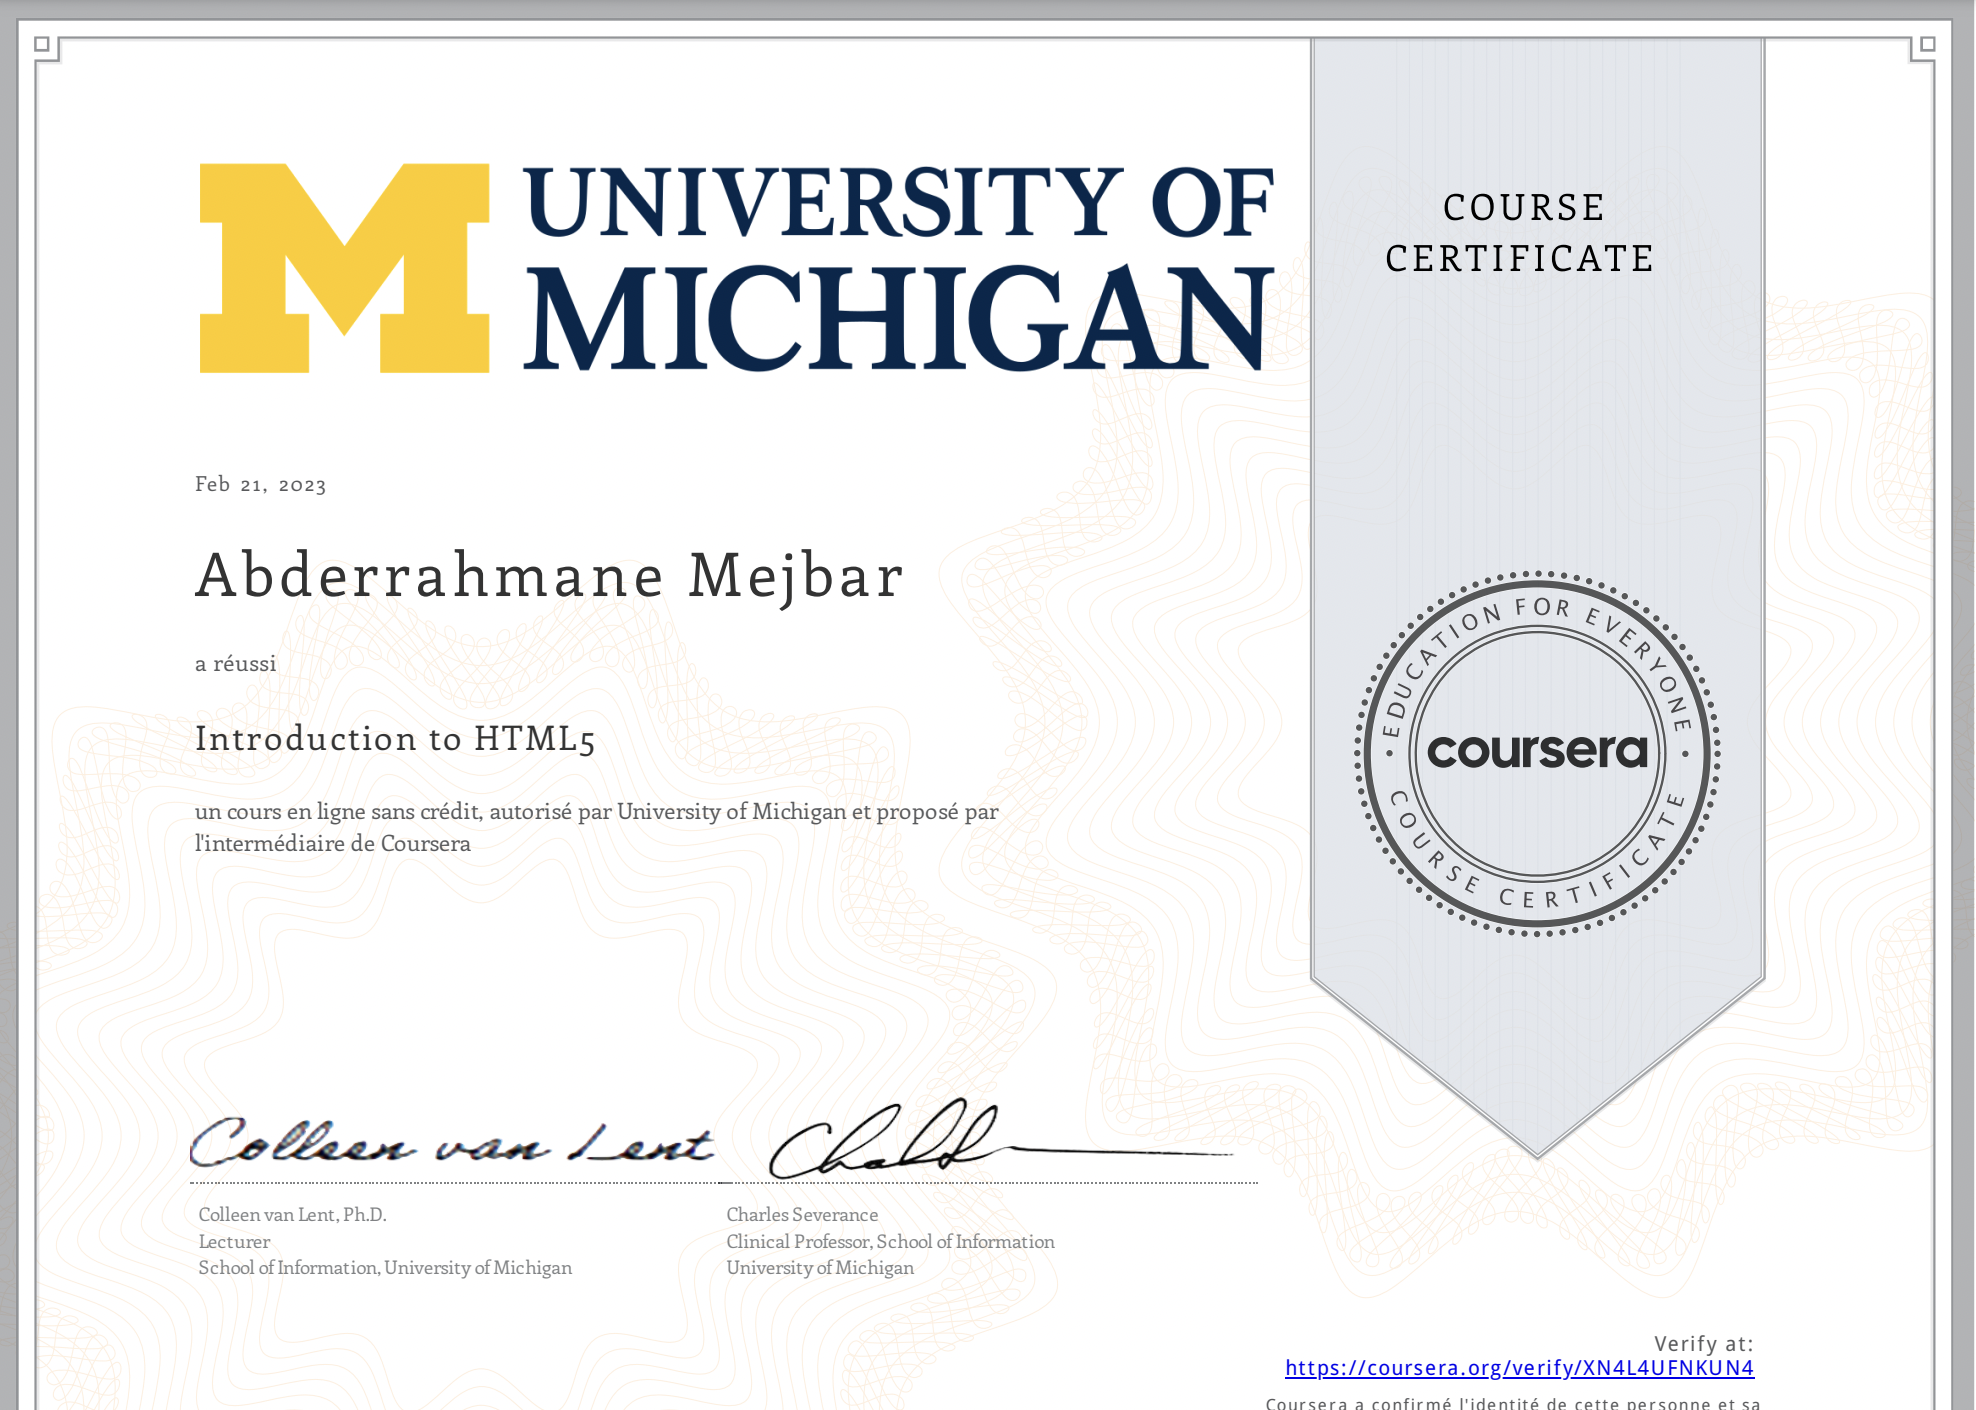 UNIVERSITY OF
MICHIGAN
COURSE
CERTIFICATE
Feb 21, 2023
Abderrahmane Mejbar
a réussi
Introduction to HTML5
un cours en ligne sans crédit, autorisé par University of Michigan et proposé par
l'intermédiaire de Coursera
EDUCATION FOR EVERYONE
coursera
COURSE CERTIFICATE
Colleen van Lent
Colleen van Lent, Ph.D.
Lecturer
School of Information, University of Michigan
Charles Severance
Clinical Professor, School of Information
University of Michigan
Verify at:
https://coursera.org/verify/XN4L4UFNKUN4
Coursera a confirmé l'identité de cette personne et sa